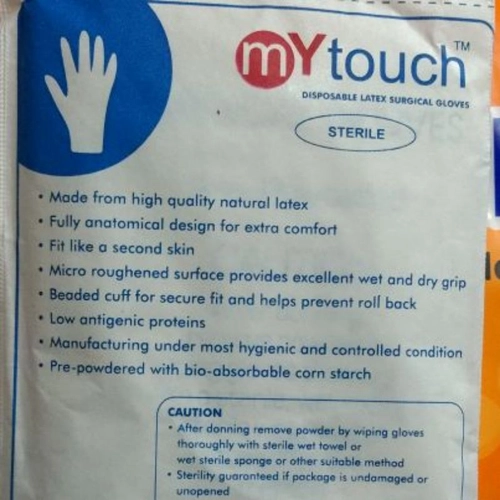 mYtouch™
DISPOSABLE LATEX SURGICAL GLOVES
STERILE
• Made from high quality natural latex
• Fully anatomical design for extra comfort
• Fit like a second skin
• Micro roughened surface provides excellent wet and dry grip
• Beaded cuff for secure fit and helps prevent roll back
• Low antigenic proteins
• Manufacturing under most hygienic and controlled condition
• Pre-powdered with bio-absorbable corn starch
CAUTION
• After donning remove powder by wiping gloves
thoroughly with sterile wet towel or
wet sterile sponge or other suitable method
• Sterility guaranteed if package is undamaged or
unopened